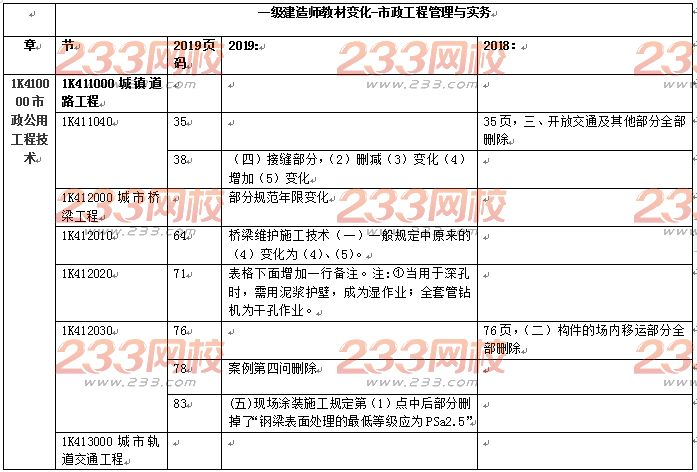 一级建造师教材变化-市政工程管理与实务
章 节 2019页码 2019: 2018:
1K410000市政公用工程技术
1K411000城镇道路工程
1K411040 35 35页，三、开放交通及其他部分全部删除
38 （四）接缝部分，（2）删减（3）变化（4）增加（5）变化
1K412000城市桥梁工程 部分规范年限变化
1K412010 64 桥梁维护施工技术（一）一般规定中原来的（4）变化为（4）、（5）。
1K412020 71 表格下面增加一行备注。注:①当用于深孔时，需用泥浆护壁，成为湿作业；全套管钻机为干孔作业。
1K412030 76 76页，（二）构件的场内移运部分全部删除
78 案例第四问删除
83 （五）现场涂装施工规定第（1）点中后部分删掉了“钢梁表面处理的最低等级应为PSa2.5”
1K413000城市轨道交通工程
233网校
www.233.com